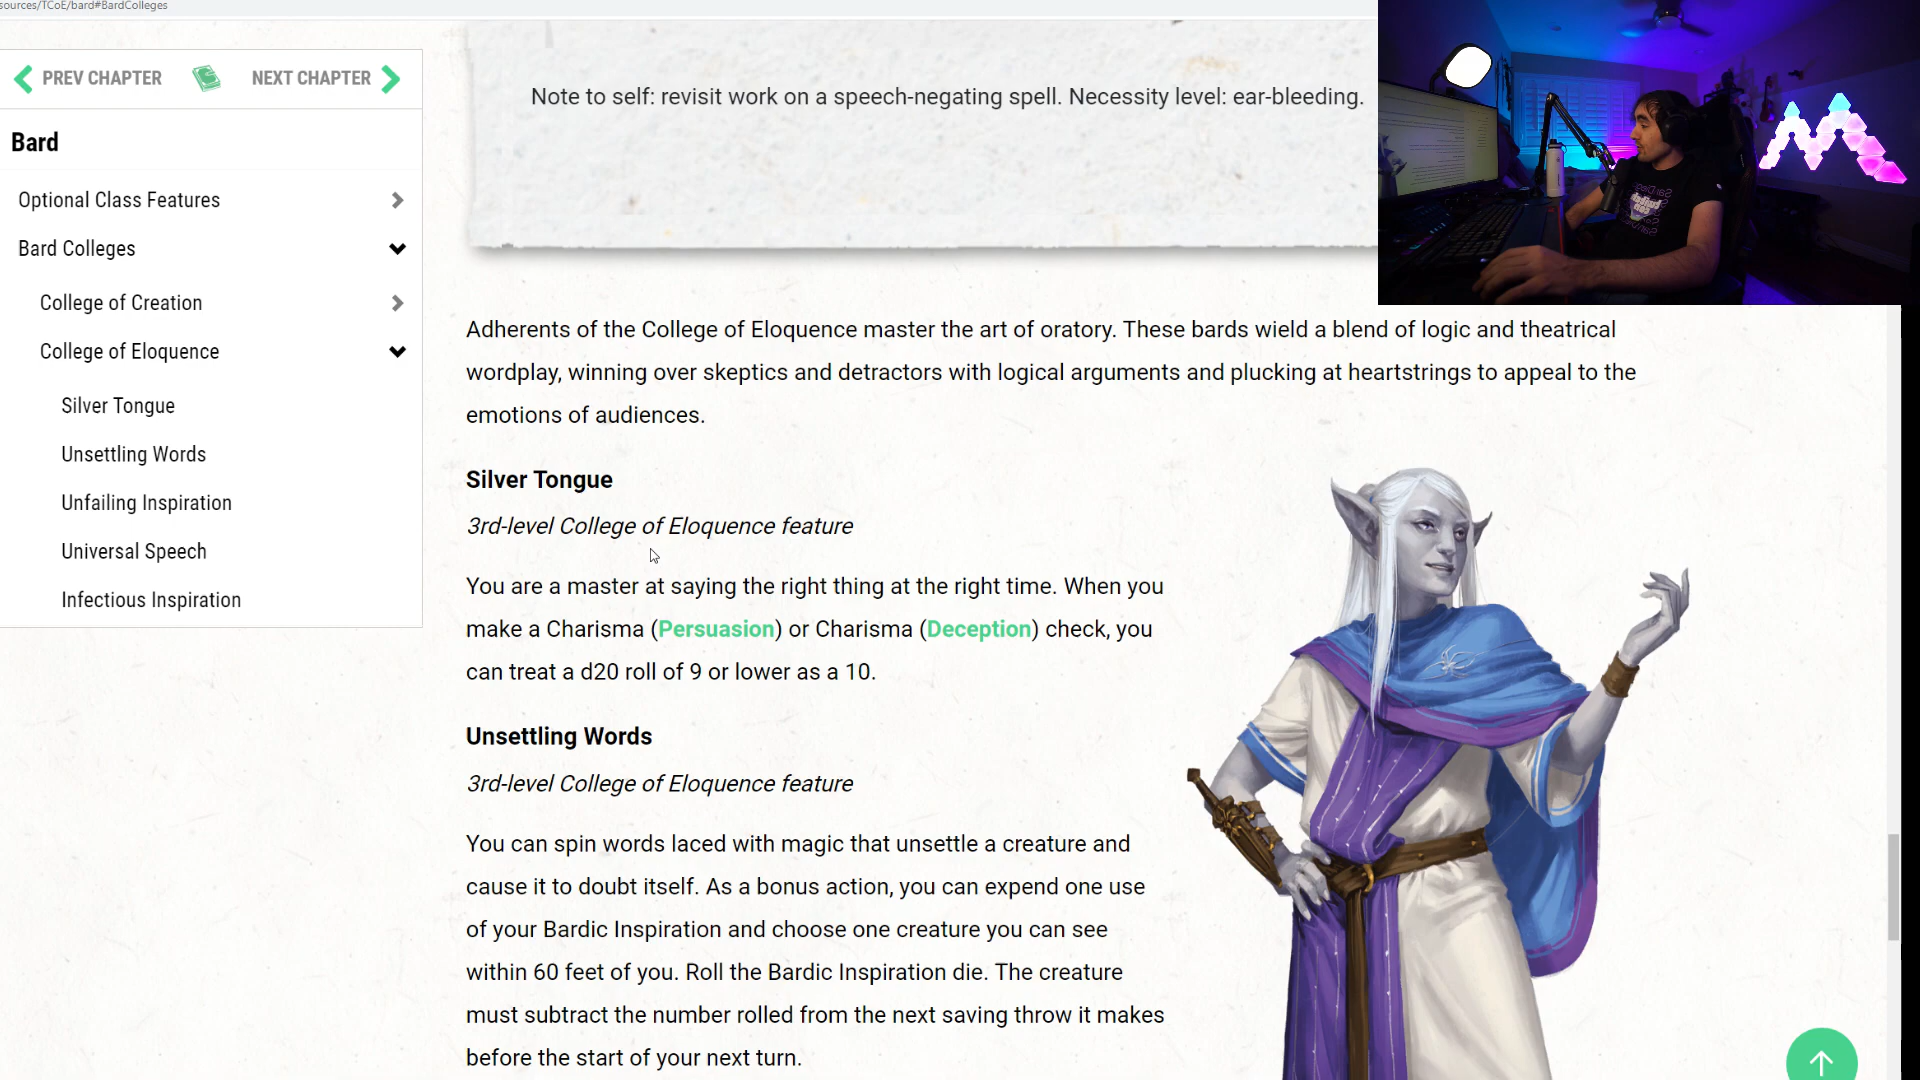 sources/TCoE/bard#BardColleges
PREV CHAPTER
NEXT CHAPTER
Bard
Optional Class Features
Bard Colleges
College of Creation
College of Eloquence
Silver Tongue
Unsettling Words
Unfailing Inspiration
Universal Speech
Infectious Inspiration
Note to self: revisit work on a speech-negating spell. Necessity level: ear-bleeding.
Adherents of the College of Eloquence master the art of oratory. These bards wield a blend of logic and theatrical
wordplay, winning over skeptics and detractors with logical arguments and plucking at heartstrings to appeal to the
emotions of audiences.
Silver Tongue
3rd-level College of Eloquence feature
You are a master at saying the right thing at the right time. When you
make a Charisma (Persuasion) or Charisma (Deception) check, you
can treat a d20 roll of 9 or lower as a 10.
Unsettling Words
3rd-level College of Eloquence feature
You can spin words laced with magic that unsettle a creature and
cause it to doubt itself. As a bonus action, you can expend one use
of your Bardic Inspiration and choose one creature you can see
within 60 feet of you. Roll the Bardic Inspiration die. The creature
must subtract the number rolled from the next saving throw it makes
before the start of your next turn.